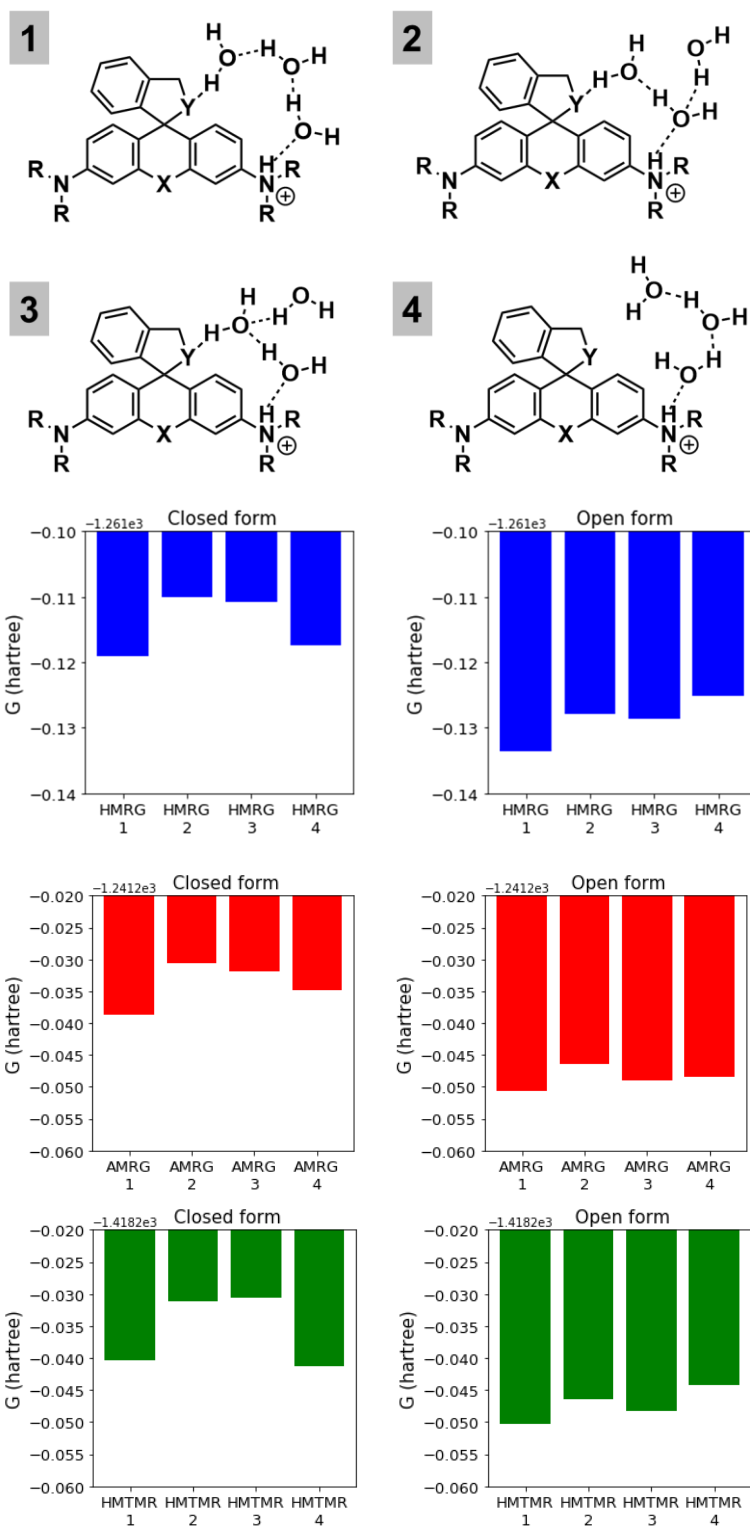 1
H
H H
O
O
H
Y
H
O H
H
R N X N R
⊕
R R
2
H
O H
H O
H
H
Y
O H
H
R N X N R
⊕
R R
3
H
O H
H O H
H
Y
O H
H
R N X N R
⊕
R R
4
H
O
H
H
O H
Y
H O H
H
R N X N R
⊕
R R
Closed form
−1.261e3
G (hartree)
−0.10
−0.11
−0.12
−0.13
−0.14
HMRG HMRG HMRG HMRG
1 2 3 4
Open form
−1.261e3
G (hartree)
−0.10
−0.11
−0.12
−0.13
−0.14
HMRG HMRG HMRG HMRG
1 2 3 4
Closed form
−1.2412e3
G (hartree)
−0.020
−0.025
−0.030
−0.035
−0.040
−0.045
−0.050
−0.055
−0.060
AMRG AMRG AMRG AMRG
1 2 3 4
Open form
−1.2412e3
G (hartree)
−0.020
−0.025
−0.030
−0.035
−0.040
−0.045
−0.050
−0.055
−0.060
AMRG AMRG AMRG AMRG
1 2 3 4
Closed form
−1.4182e3
G (hartree)
−0.020
−0.025
−0.030
−0.035
−0.040
−0.045
−0.050
−0.055
−0.060
HMTMR HMTMR HMTMR HMTMR
1 2 3 4
Open form
−1.4182e3
G (hartree)
−0.020
−0.025
−0.030
−0.035
−0.040
−0.045
−0.050
−0.055
−0.060
HMTMR HMTMR HMTMR HMTMR
1 2 3 4